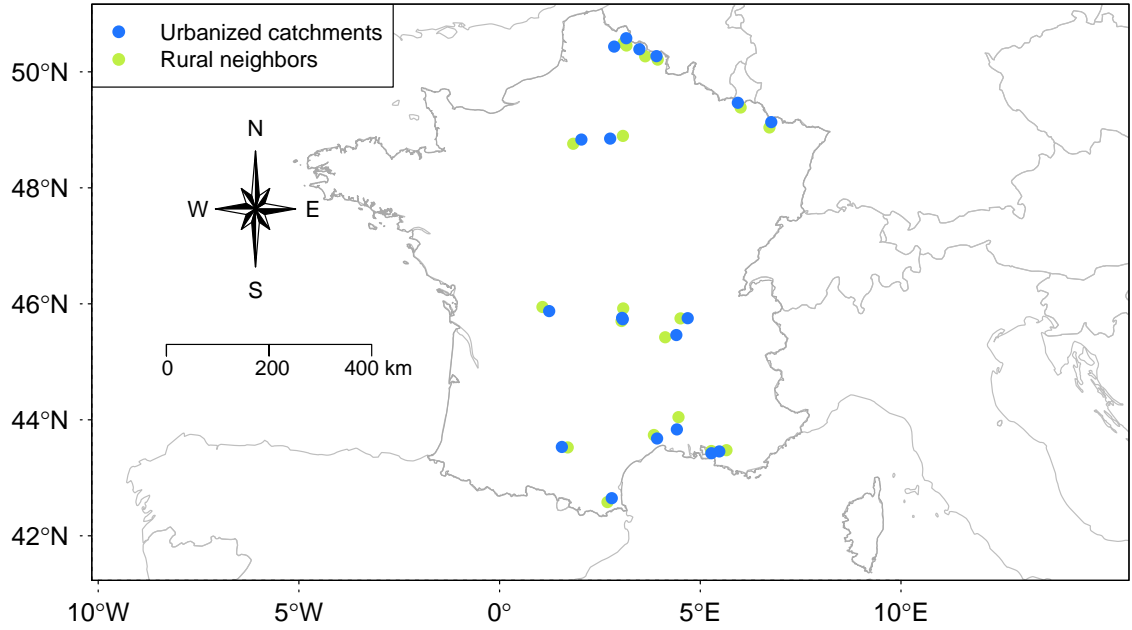 Urbanized catchments
Rural neighbors
50°N
48°N
46°N
44°N
42°N
N
W E
S
0 200 400 km
10°W 5°W 0° 5°E 10°E